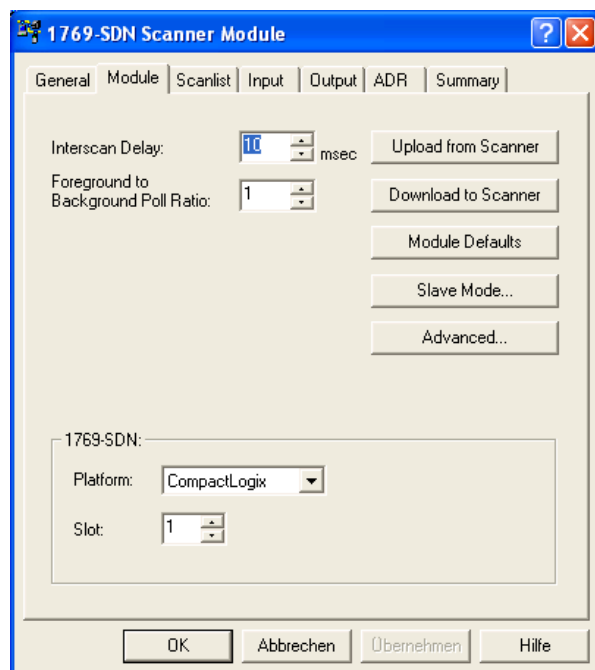 1769-SDN Scanner Module
General Module Scanlist Input Output ADR Summary
Interscan Delay: 10 msec Upload from Scanner
Foreground to
Background Poll Ratio: 1 Download to Scanner
Module Defaults
Slave Mode...
Advanced...
1769-SDN:
Platform: CompactLogix
Slot: 1
OK Abbrechen Übernehmen Hilfe